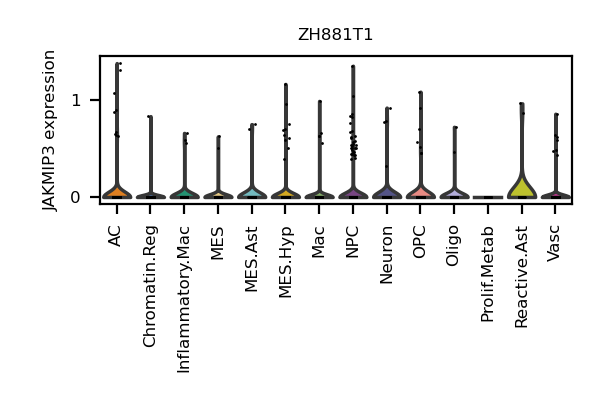 ZH881T1
JAKMIP3 expression
1
0
AC
Chromatin.Reg
Inflammatory.Mac
MES
MES.Ast
MES.Hyp
Mac
NPC
Neuron
OPC
Oligo
Prolif.Metab
Reactive.Ast
Vasc